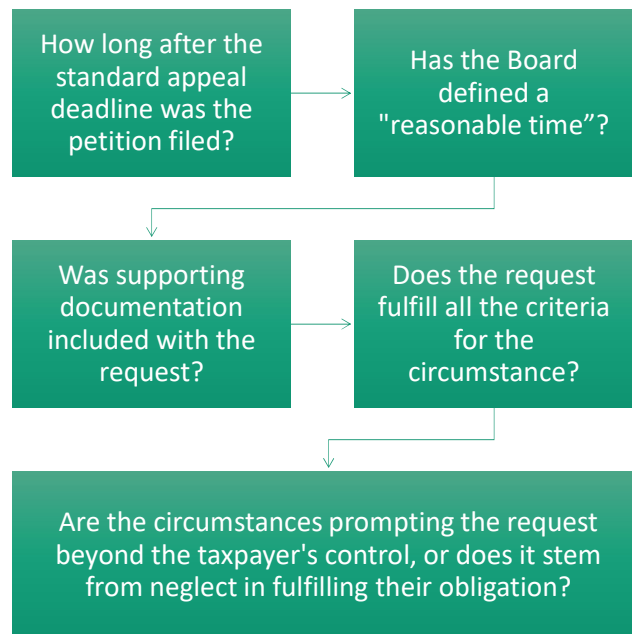 How long after the
standard appeal
deadline was the
petition filed?
Has the Board
defined a
"reasonable time”?
Was supporting
documentation
included with the
request?
Does the request
fulfill all the criteria
for the
circumstance?
Are the circumstances prompting the request
beyond the taxpayer's control, or does it stem
from neglect in fulfilling their obligation?